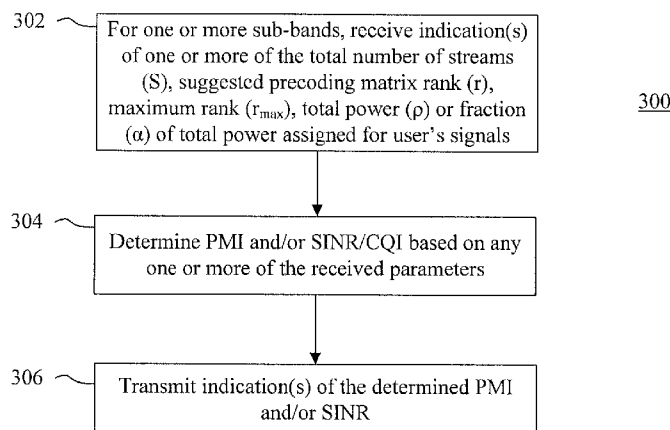 302
For one or more sub-bands, receive indication(s)
of one or more of the total number of streams
(S), suggested precoding matrix rank (r),
maximum rank (rmax), total power (ρ) or fraction
(α) of total power assigned for user's signals
300
304
Determine PMI and/or SINR/CQI based on any
one or more of the received parameters
306
Transmit indication(s) of the determined PMI
and/or SINR